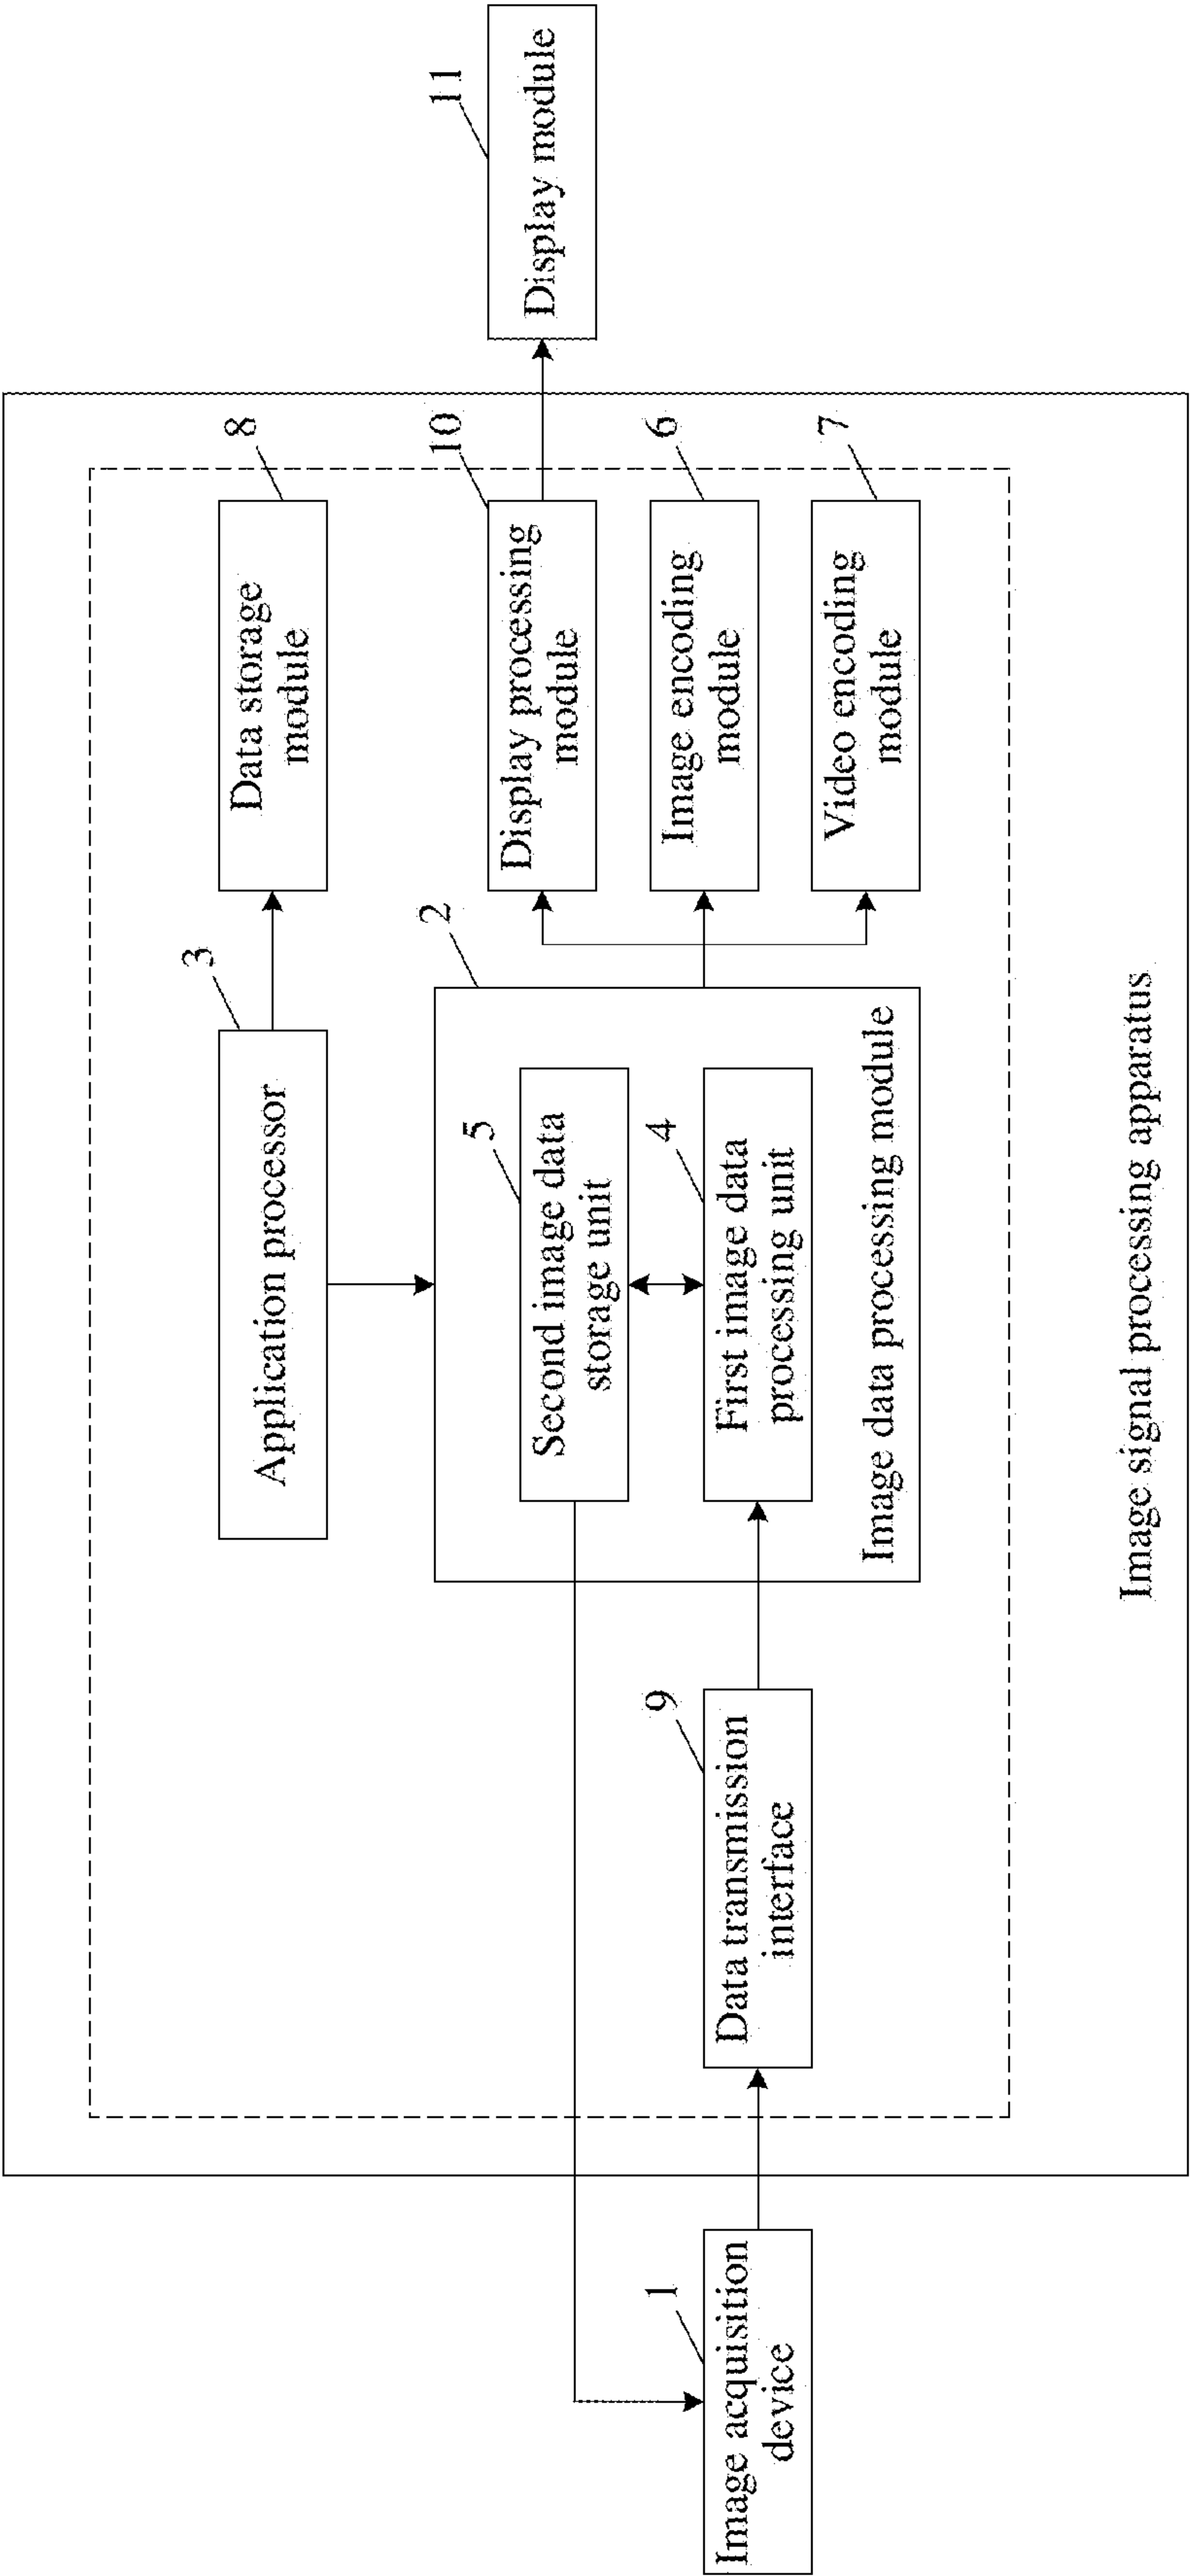 3
Application processor
8
Data storage
module
2
5
Second image data
storage unit
4
First image data
processing unit
Image data processing module
10
Display processing
module
11
Display module
6
Image encoding
module
7
Video encoding
module
1
Image acquisition
device
9
Data transmission
interface
Image signal processing apparatus